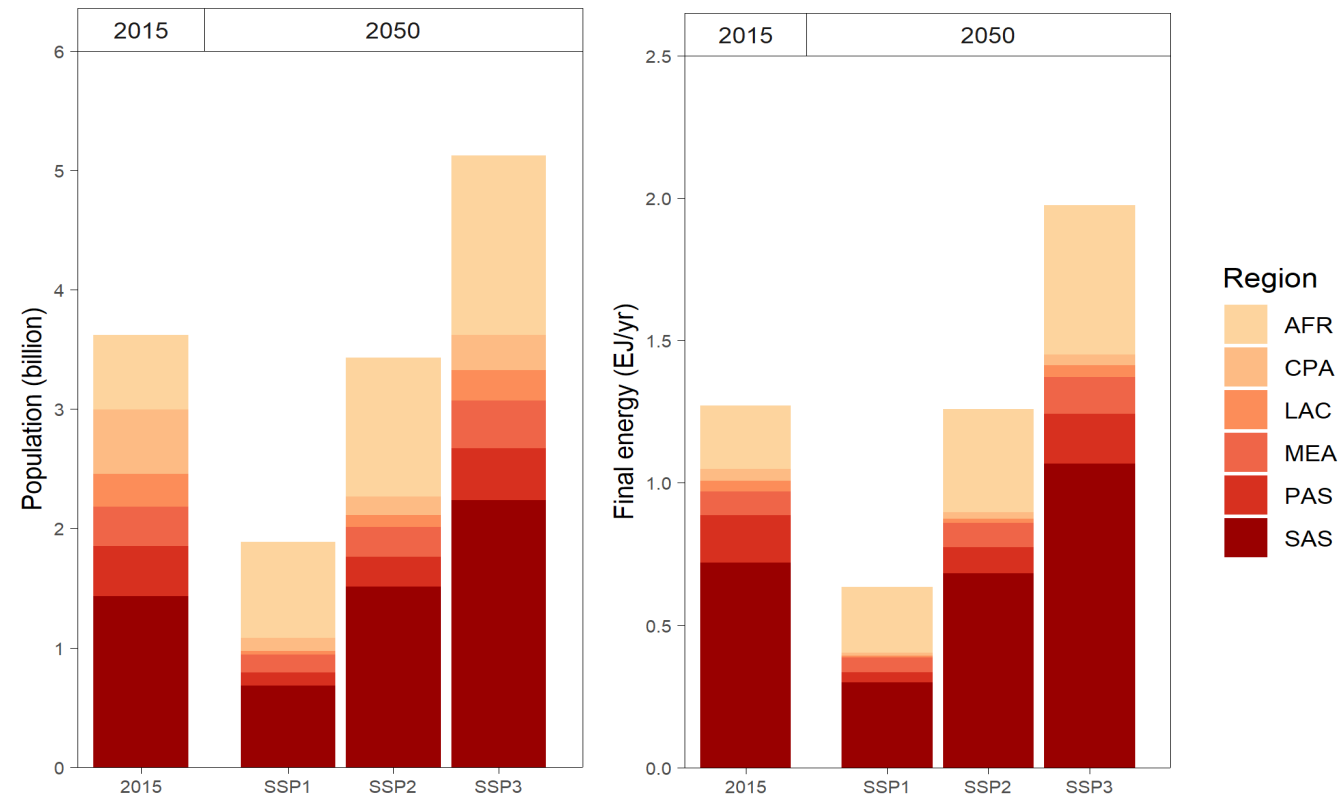 2015 2050
Population (billion)
6
5
4
3
2
1
0
2015 SSP1 SSP2 SSP3
2015 2050
Final energy (EJ/yr)
2.5
2.0
1.5
1.0
0.5
0.0
2015 SSP1 SSP2 SSP3
Region
AFR
CPA
LAC
MEA
PAS
SAS